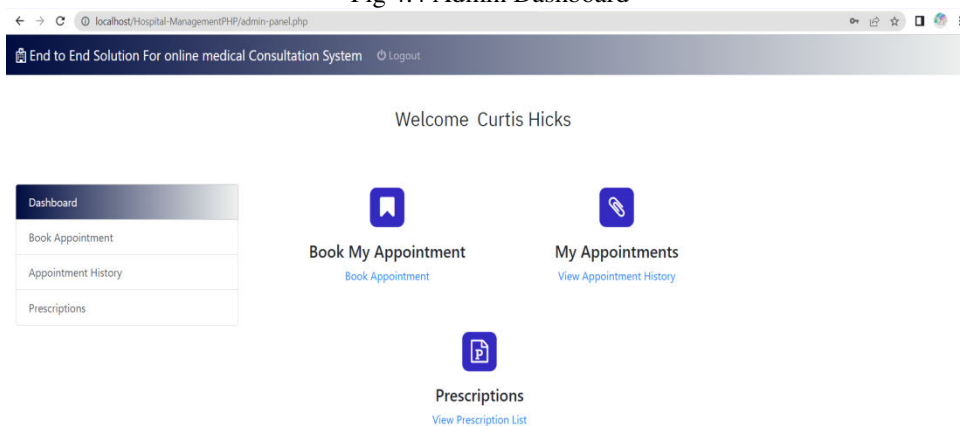 Fig 4.4 Admin Dashboard
localhost/Hospital-ManagementPHP/admin-panel.php
End to End Solution For online medical Consultation System Logout
Welcome Curtis Hicks
Dashboard
Book Appointment
Appointment History
Prescriptions
Book My Appointment
Book Appointment
My Appointments
View Appointment History
P
Prescriptions
View Prescription List